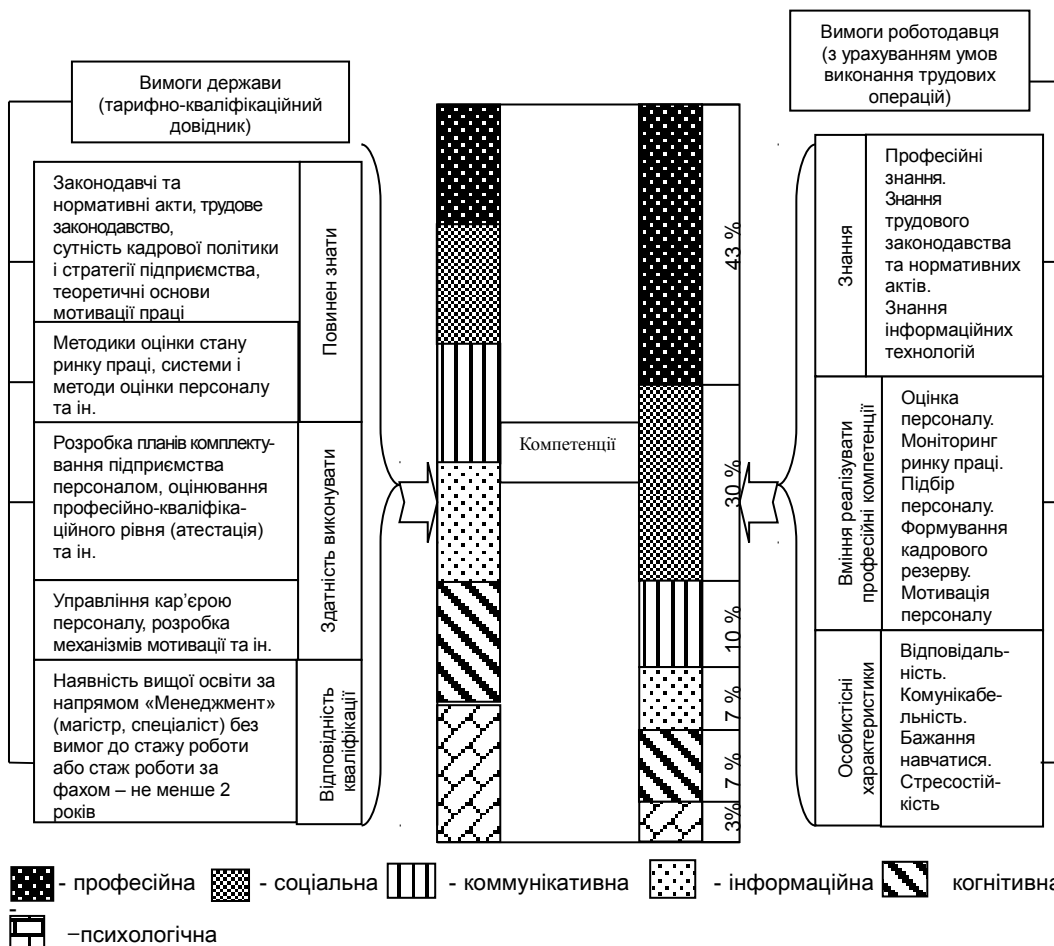 Вимоги держави
(тарифно-кваліфікаційний
довідник)
Законодавчі та
нормативні акти, трудове
законодавство,
сутність кадрової політики
і стратегії підприємства,
теоретичні основи
мотивації праці
Методики оцінки стану
ринку праці, системи і
методи оцінки персоналу
та ін.
Повинен знати
Розробка планів комплекту-
вання підприємства
персоналом, оцінювання
професійно-кваліфіка-
ційного рівня (атестація)
та ін.
Управління кар’єрою
персоналу, розробка
механізмів мотивації та ін.
Здатність виконувати
Наявність вищої освіти за
напрямом «Менеджмент»
(магістр, спеціаліст) без
вимог до стажу роботи
або стаж роботи за
фахом – не менше 2
років
Відповідність
кваліфікації
Компетенції
43 %
30 %
10 %
7 %
7 %
3%
Вимоги роботодавця
(з урахуванням умов
виконання трудових
операцій)
Знання
Професійні
знання.
Знання
трудового
законодавства
та нормативних
актів.
Знання
інформаційних
технологій
Вміння реалізувати
професійні компетенції
Оцінка
персоналу.
Моніторинг
ринку праці.
Підбір
персоналу.
Формування
кадрового
резерву.
Мотивація
персоналу
Особистісні
характеристики
Відповідаль-
ність.
Комунікабе-
льність.
Бажання
навчатися.
Стресостій-
кість
- професійна - соціальна - коммунікативна - інформаційна когнітивна
–психологічна